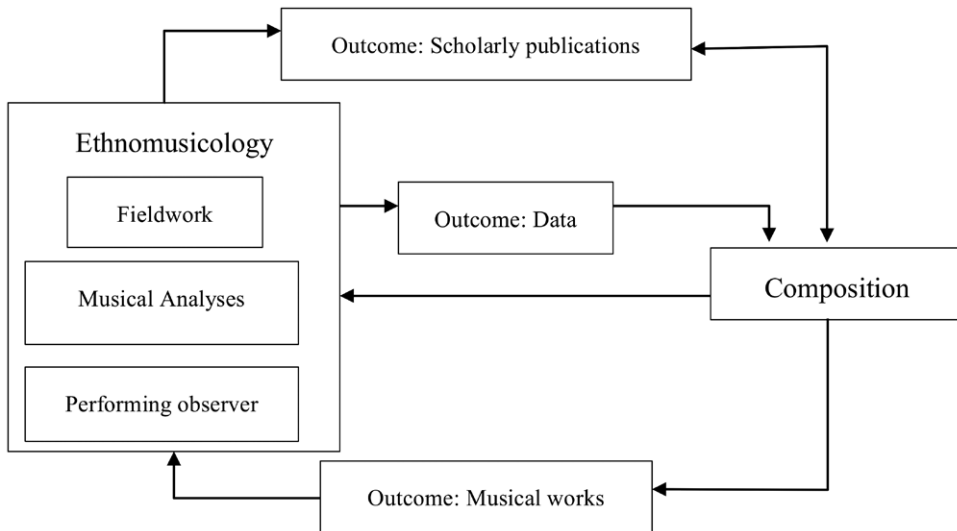 Outcome: Scholarly publications
Ethnomusicology
Fieldwork
Outcome: Data
Musical Analyses
Composition
Performing observer
Outcome: Musical works